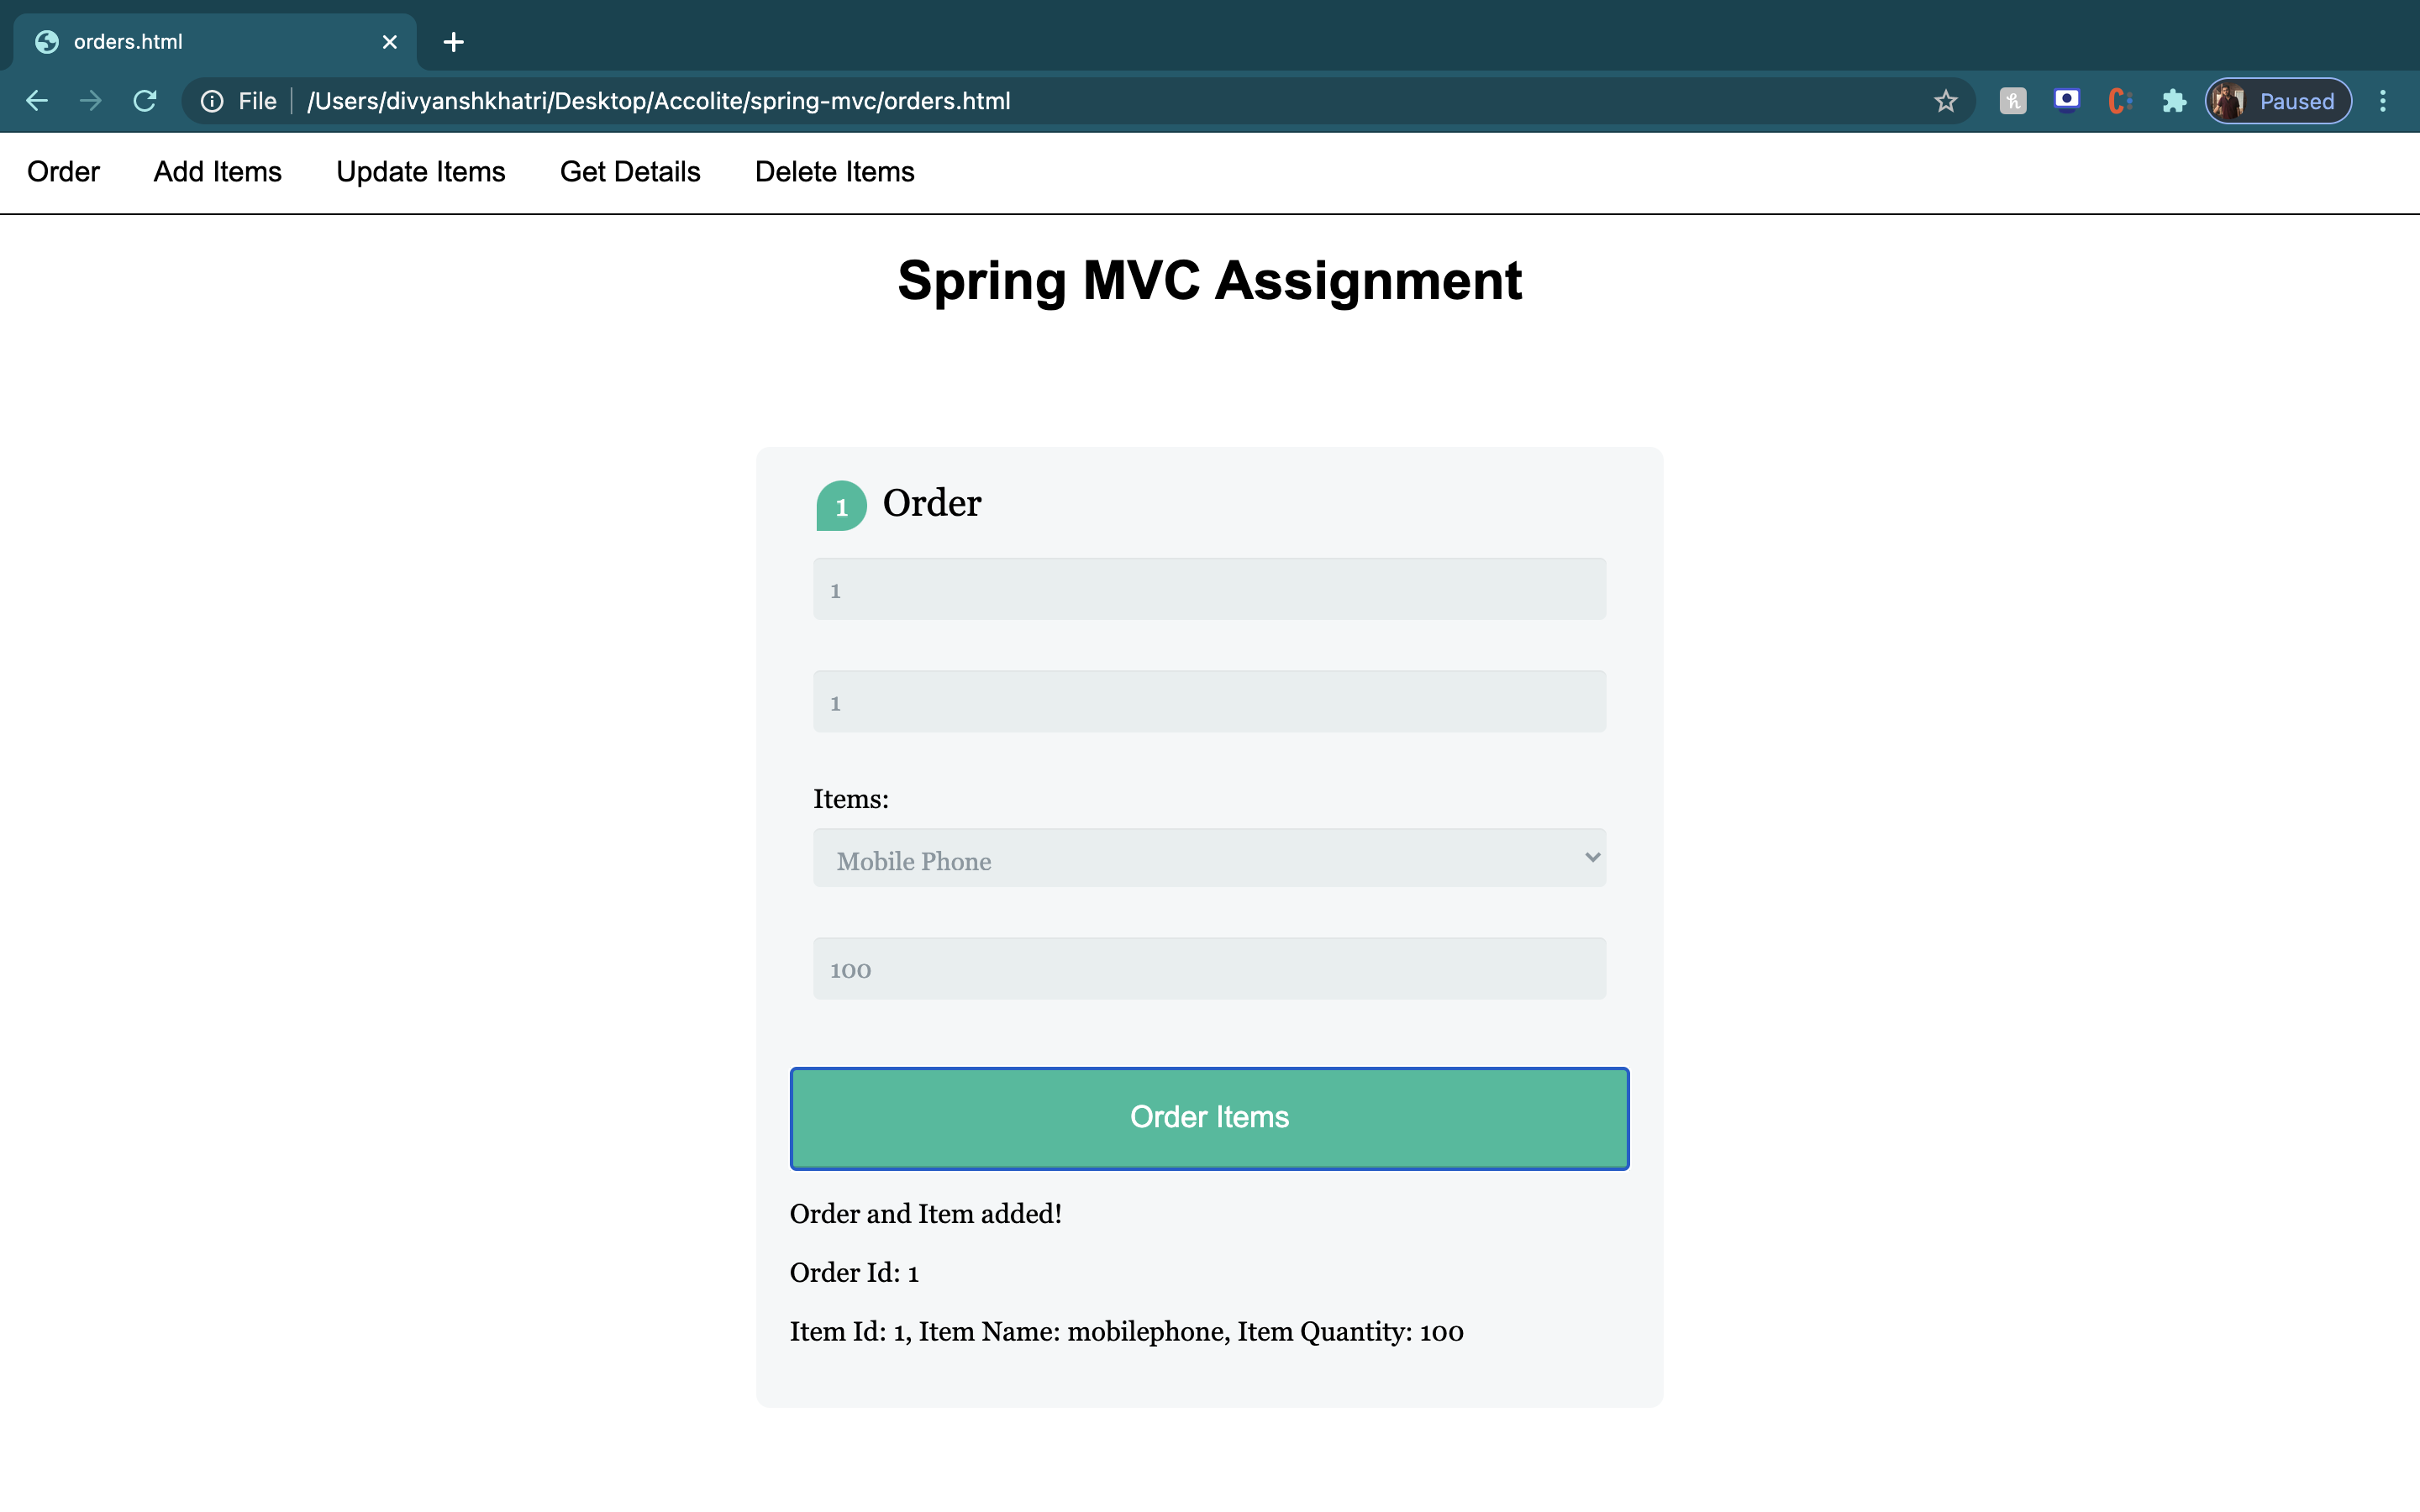 orders.html
File /Users/divyanshkhatri/Desktop/Accolite/spring-mvc/orders.html Paused
Order Add Items Update Items Get Details Delete Items
Spring MVC Assignment
1 Order
1
1
Items:
Mobile Phone
100
Order Items
Order and Item added!
Order Id: 1
Item Id: 1, Item Name: mobilephone, Item Quantity: 100